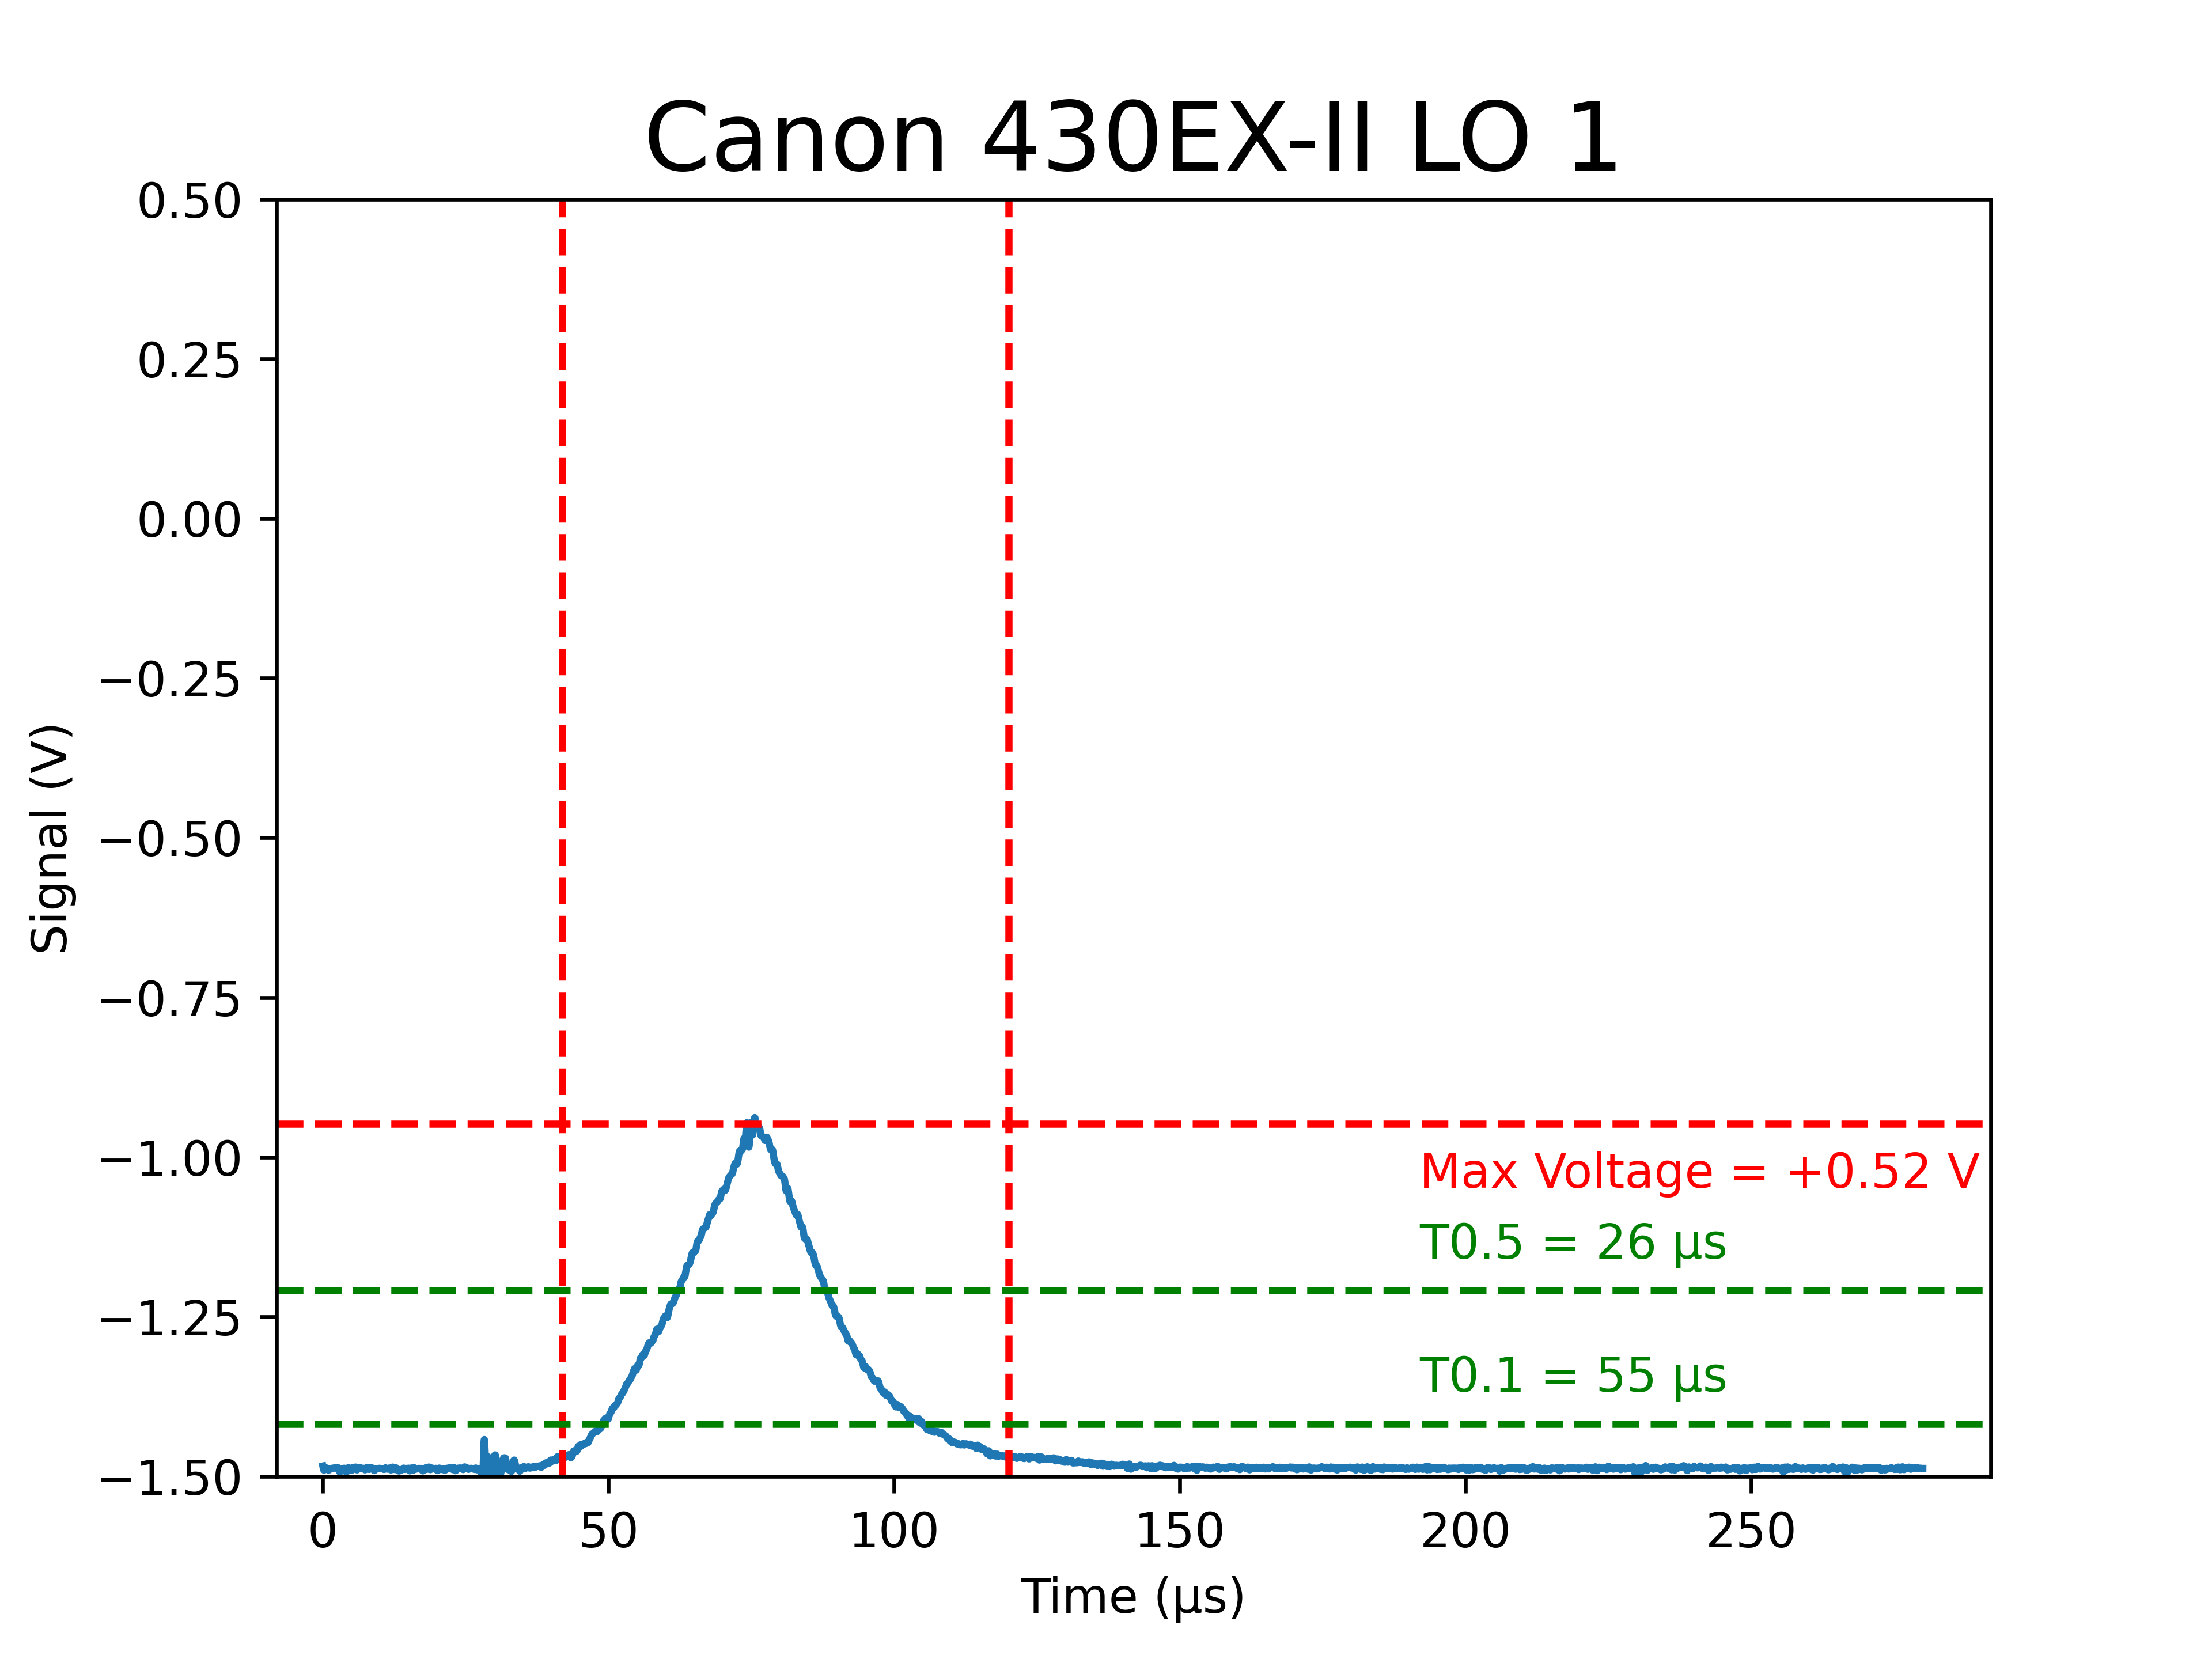 Canon 430EX-II LO 1
0.50
0.25
0.00
−0.25
−0.50
−0.75
−1.00
−1.25
−1.50
Signal (V)
Max Voltage = +0.52 V
T0.5 = 26 µs
T0.1 = 55 µs
0 50 100 150 200 250
Time (µs)